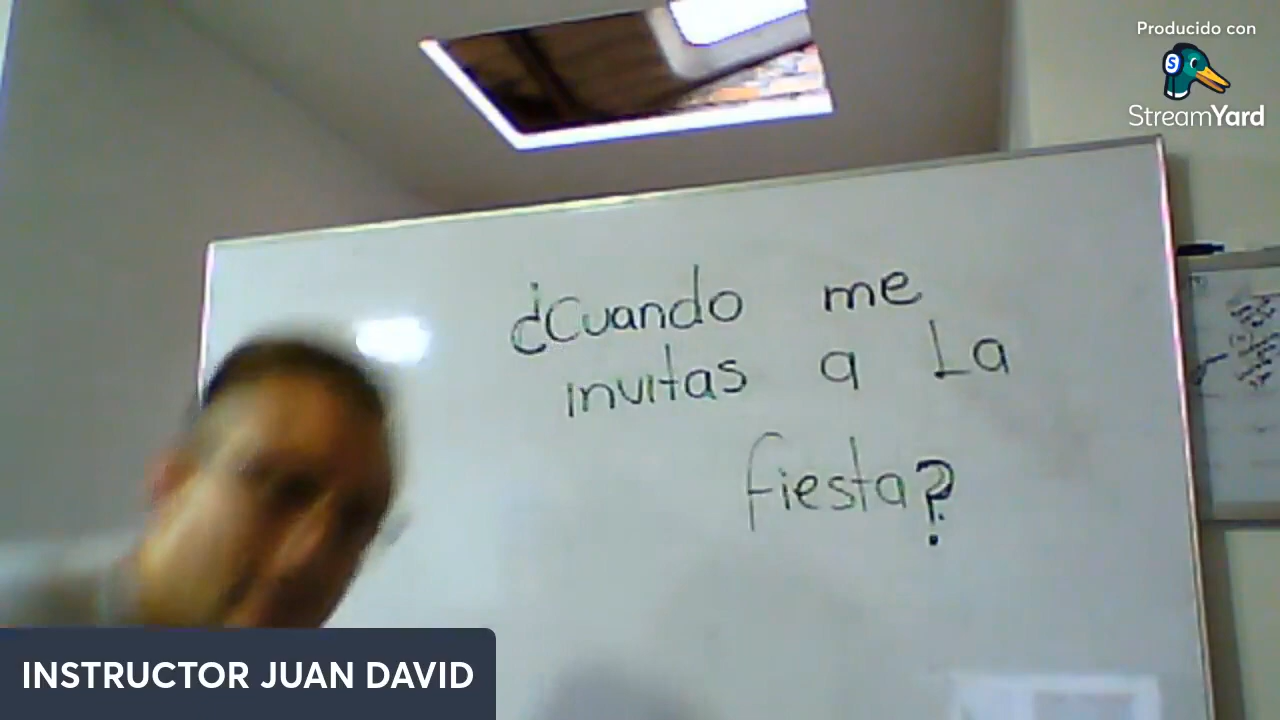 Producido con
StreamYard
¿Cuando me
invitas a La
fiesta?
INSTRUCTOR JUAN DAVID